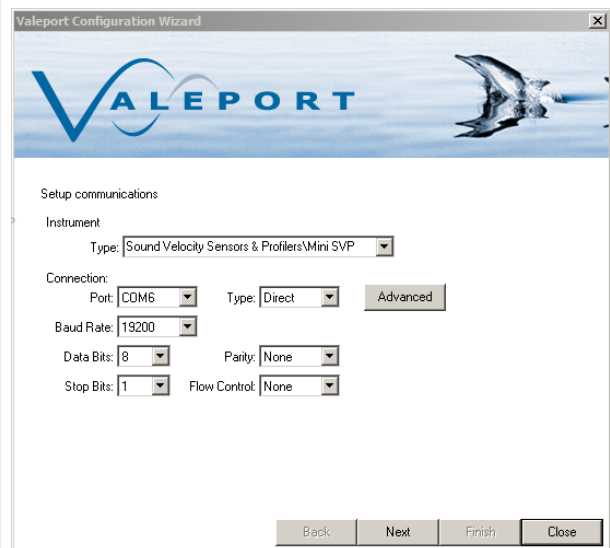 Valeport Configuration Wizard
VALEPORT
Setup communications
Instrument
Type: Sound Velocity Sensors & Profilers\Mini SVP
Connection:
Port: COM6 Type: Direct Advanced
Baud Rate: 19200
Data Bits: 8 Parity: None
Stop Bits: 1 Flow Control: None
Back Next Finish Close